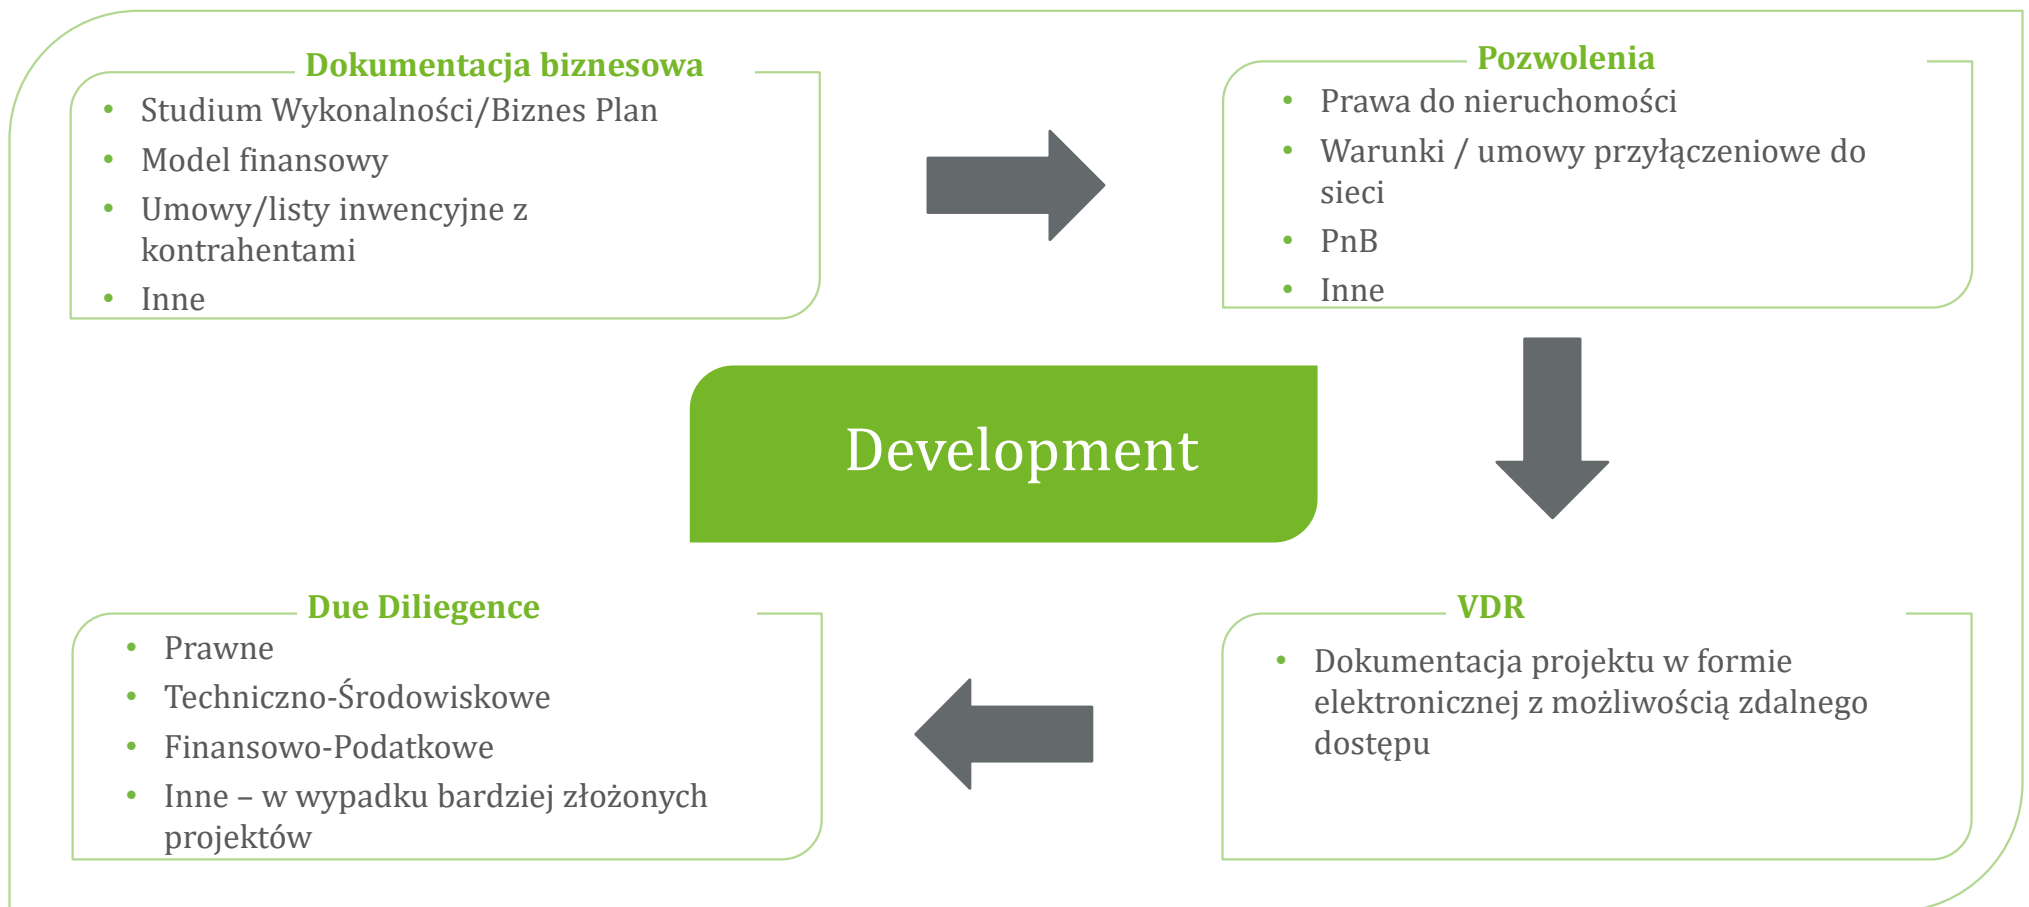 Dokumentacja biznesowa
• Studium Wykonalności/Biznes Plan
• Model finansowy
• Umowy/listy inwencyjne z
kontrahentami
• Inne
Pozwolenia
• Prawa do nieruchomości
• Warunki / umowy przyłączeniowe do
sieci
• PnB
• Inne
Development
Due Diliegence
• Prawne
• Techniczno-Środowiskowe
• Finansowo-Podatkowe
• Inne – w wypadku bardziej złożonych
projektów
VDR
• Dokumentacja projektu w formie
elektronicznej z możliwością zdalnego
dostępu